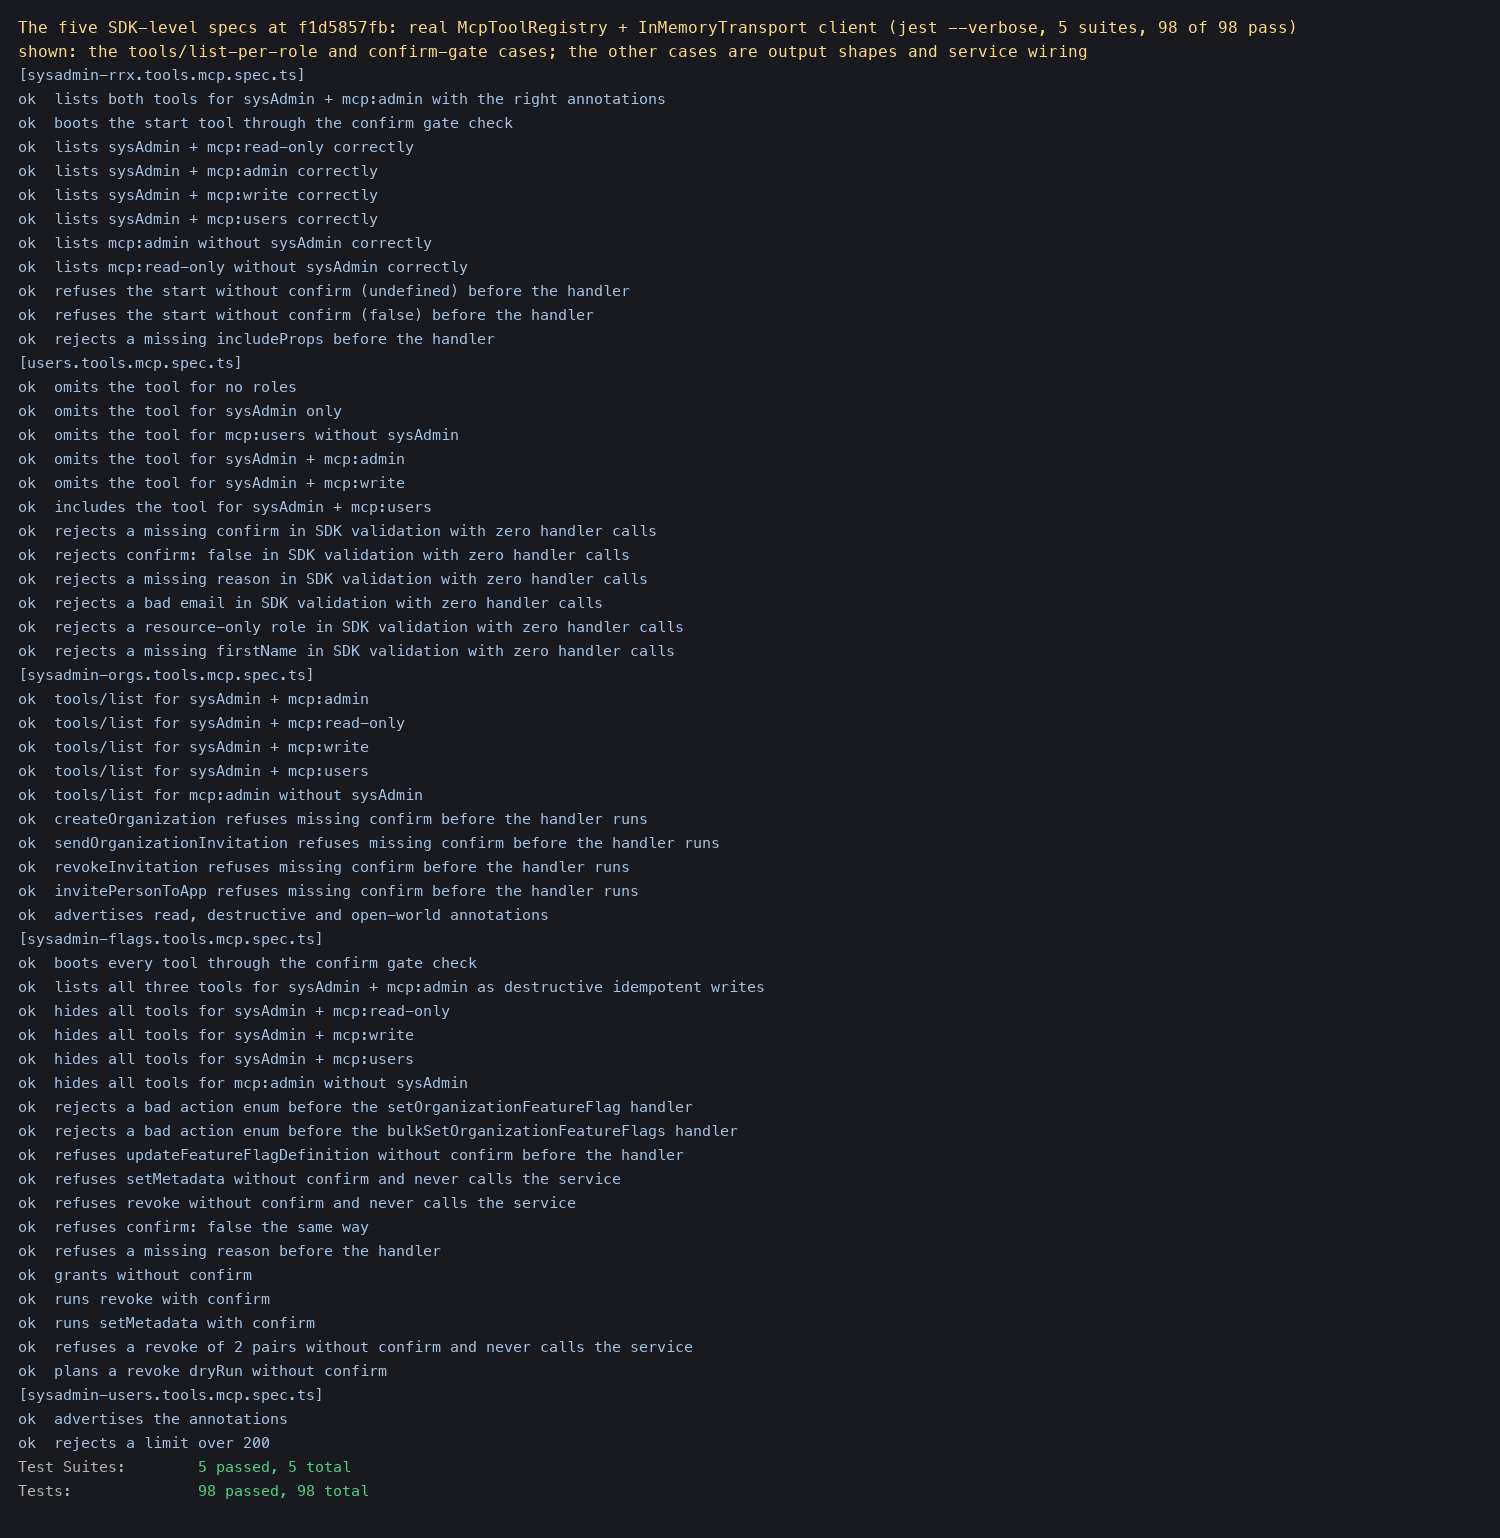 The five SDK-level specs at f1d5857fb: real McpToolRegistry + InMemoryTransport client (jest --verbose, 5 suites, 98 of 98 pass)
shown: the tools/list-per-role and confirm-gate cases; the other cases are output shapes and service wiring
[sysadmin-rrx.tools.mcp.spec.ts]
ok  lists both tools for sysAdmin + mcp:admin with the right annotations
ok  boots the start tool through the confirm gate check
ok  lists sysAdmin + mcp:read-only correctly
ok  lists sysAdmin + mcp:admin correctly
ok  lists sysAdmin + mcp:write correctly
ok  lists sysAdmin + mcp:users correctly
ok  lists mcp:admin without sysAdmin correctly
ok  lists mcp:read-only without sysAdmin correctly
ok  refuses the start without confirm (undefined) before the handler
ok  refuses the start without confirm (false) before the handler
ok  rejects a missing includeProps before the handler
[users.tools.mcp.spec.ts]
ok  omits the tool for no roles
ok  omits the tool for sysAdmin only
ok  omits the tool for mcp:users without sysAdmin
ok  omits the tool for sysAdmin + mcp:admin
ok  omits the tool for sysAdmin + mcp:write
ok  includes the tool for sysAdmin + mcp:users
ok  rejects a missing confirm in SDK validation with zero handler calls
ok  rejects confirm: false in SDK validation with zero handler calls
ok  rejects a missing reason in SDK validation with zero handler calls
ok  rejects a bad email in SDK validation with zero handler calls
ok  rejects a resource-only role in SDK validation with zero handler calls
ok  rejects a missing firstName in SDK validation with zero handler calls
[sysadmin-orgs.tools.mcp.spec.ts]
ok  tools/list for sysAdmin + mcp:admin
ok  tools/list for sysAdmin + mcp:read-only
ok  tools/list for sysAdmin + mcp:write
ok  tools/list for sysAdmin + mcp:users
ok  tools/list for mcp:admin without sysAdmin
ok  createOrganization refuses missing confirm before the handler runs
ok  sendOrganizationInvitation refuses missing confirm before the handler runs
ok  revokeInvitation refuses missing confirm before the handler runs
ok  invitePersonToApp refuses missing confirm before the handler runs
ok  advertises read, destructive and open-world annotations
[sysadmin-flags.tools.mcp.spec.ts]
ok  boots every tool through the confirm gate check
ok  lists all three tools for sysAdmin + mcp:admin as destructive idempotent writes
ok  hides all tools for sysAdmin + mcp:read-only
ok  hides all tools for sysAdmin + mcp:write
ok  hides all tools for sysAdmin + mcp:users
ok  hides all tools for mcp:admin without sysAdmin
ok  rejects a bad action enum before the setOrganizationFeatureFlag handler
ok  rejects a bad action enum before the bulkSetOrganizationFeatureFlags handler
ok  refuses updateFeatureFlagDefinition without confirm before the handler
ok  refuses setMetadata without confirm and never calls the service
ok  refuses revoke without confirm and never calls the service
ok  refuses confirm: false the same way
ok  refuses a missing reason before the handler
ok  grants without confirm
ok  runs revoke with confirm
ok  runs setMetadata with confirm
ok  refuses a revoke of 2 pairs without confirm and never calls the service
ok  plans a revoke dryRun without confirm
[sysadmin-users.tools.mcp.spec.ts]
ok  advertises the annotations
ok  rejects a limit over 200
Test Suites:        5 passed, 5 total
Tests:              98 passed, 98 total